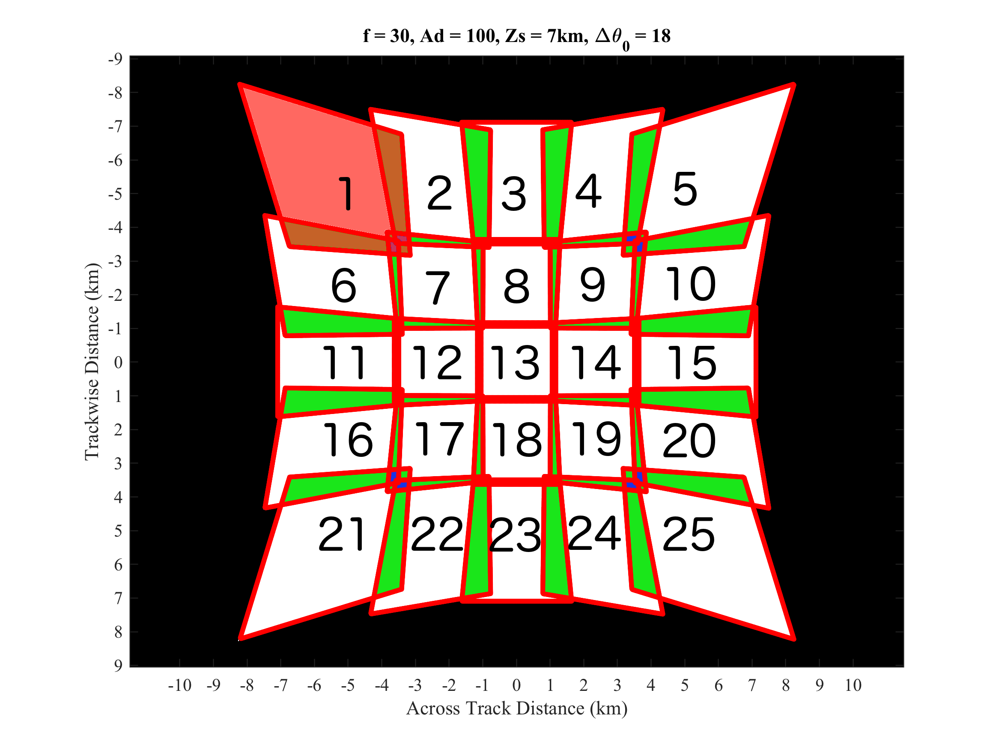 f = 30, Ad = 100, Zs = 7km, Δθ₀ = 18
-9
-8
-7
-6
-5
-4
-3
-2
-1
0
1
2
3
4
5
6
7
8
9
Trackwise Distance (km)
1 2 3 4 5
6 7 8 9 10
11 12 13 14 15
16 17 18 19 20
21 22 23 24 25
-10 -9 -8 -7 -6 -5 -4 -3 -2 -1 0 1 2 3 4 5 6 7 8 9 10
Across Track Distance (km)